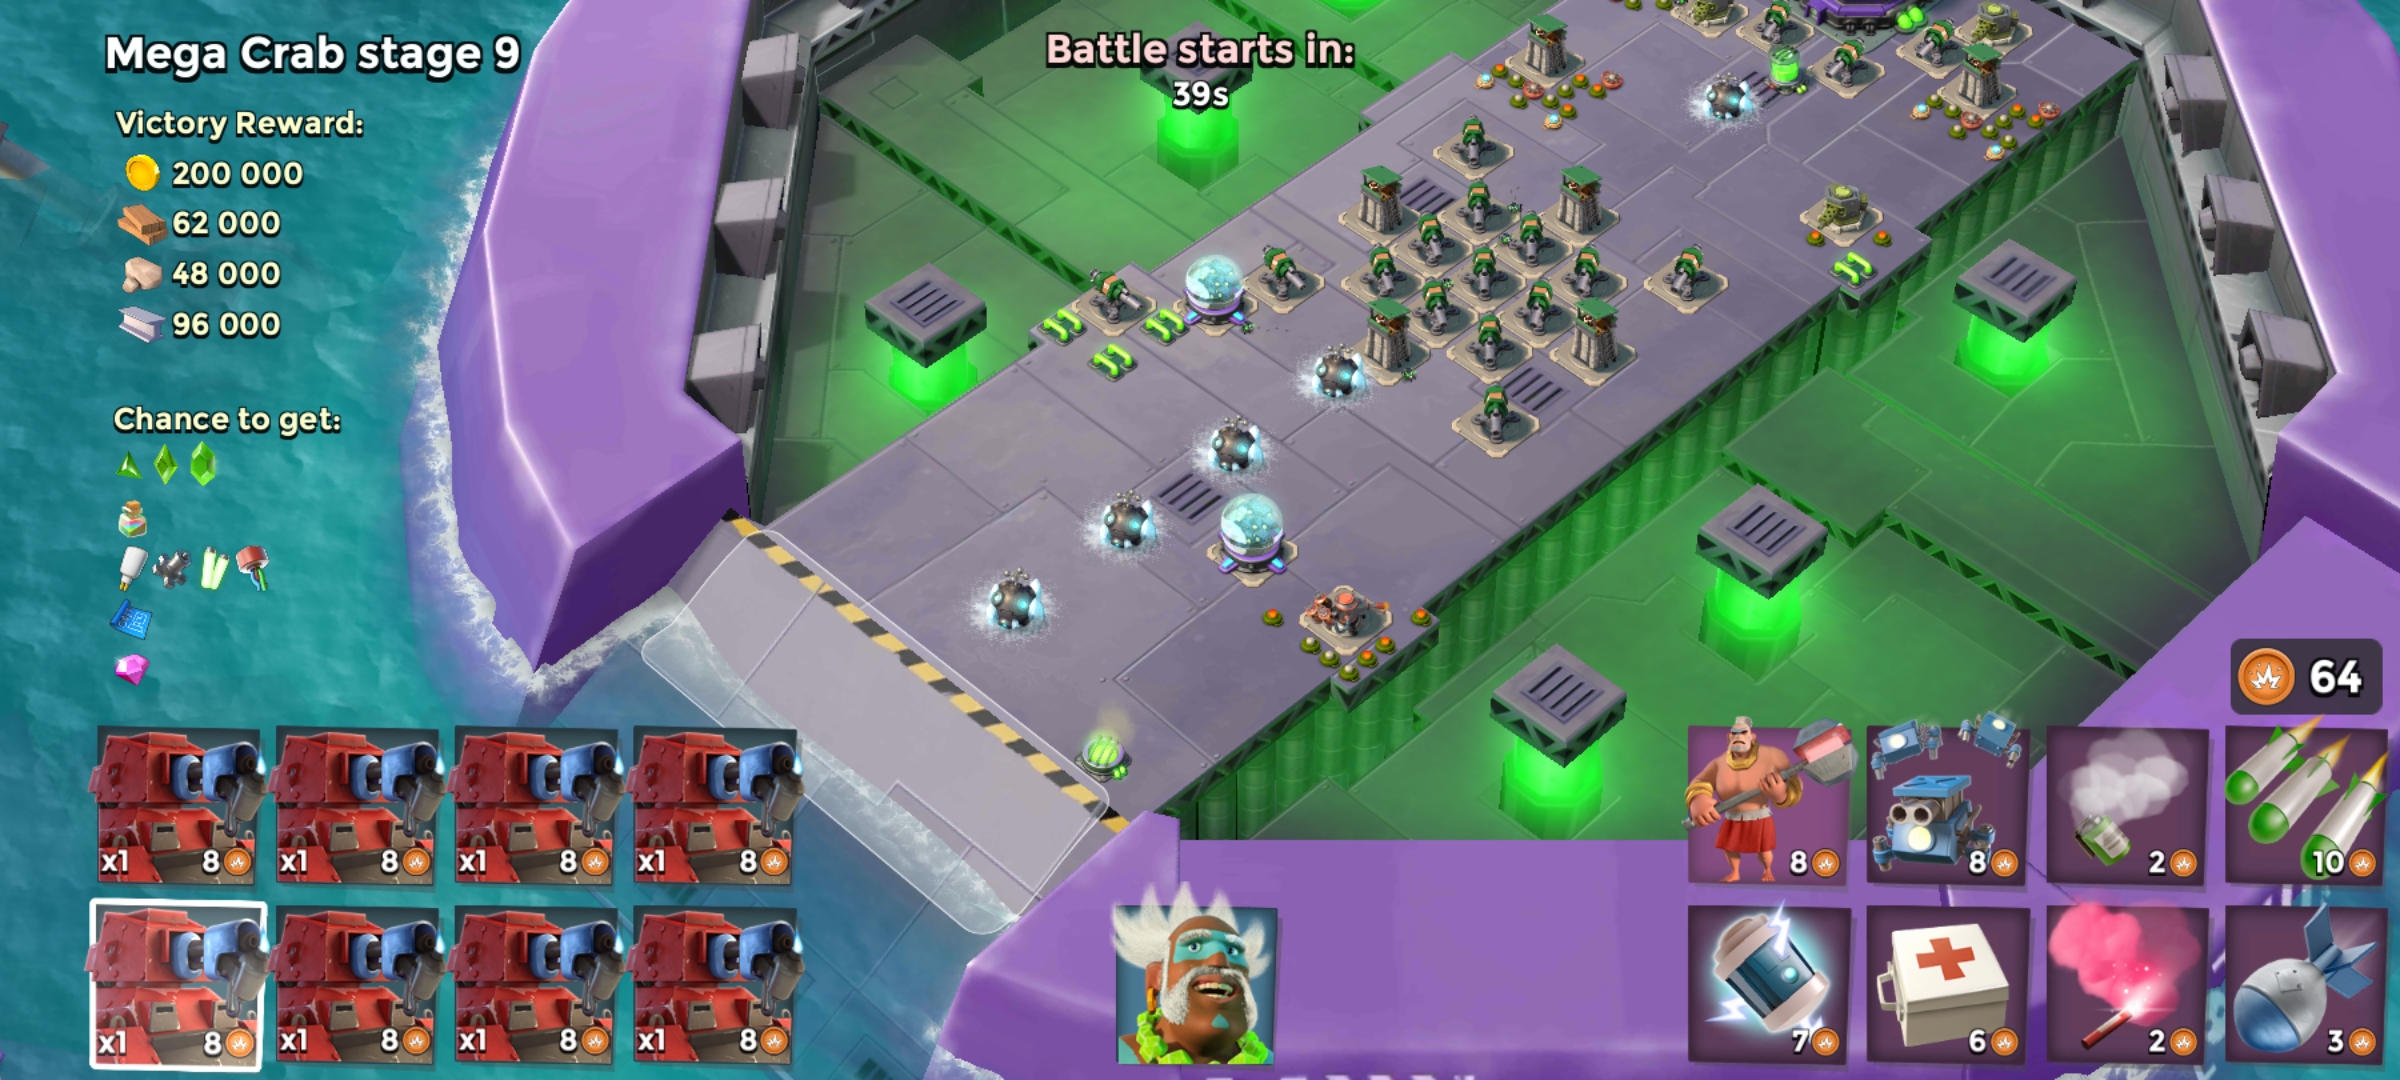 Mega Crab stage 9
Battle starts in:
39s
Victory Reward:
200 000
62 000
48 000
96 000
Chance to get:
64
x1 8
x1 8
x1 8
x1 8
8
8
2
10
x1 8
x1 8
x1 8
x1 8
7
6
2
3